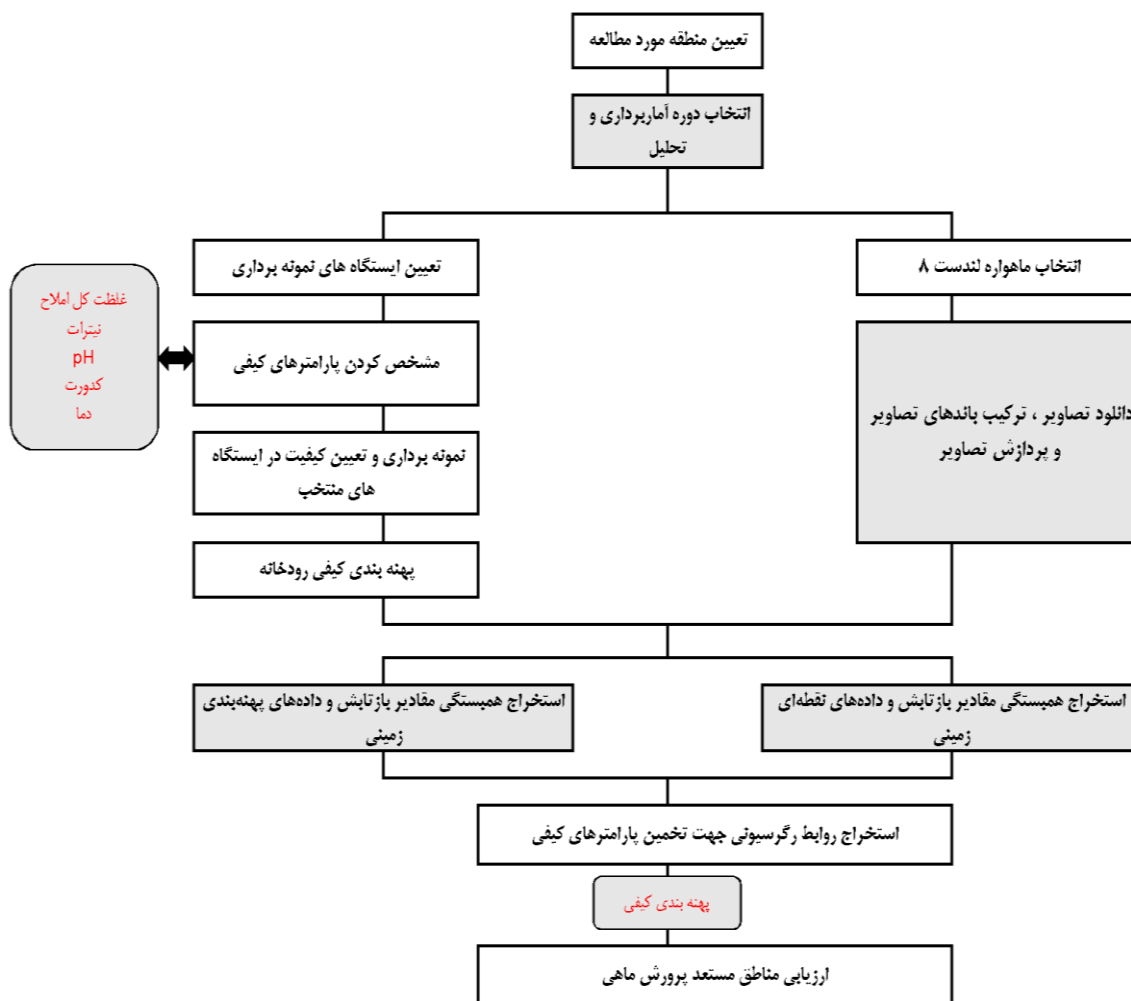 تعیین منطقه مورد مطالعه
انتخاب دوره آماربرداری و
تحلیل
انتخاب ماهواره لندست ۸
تعیین ایستگاه های نمونه برداری
دانلود تصاویر ، ترکیب باندهای تصاویر
و پردازش تصاویر
مشخص کردن پارامترهای کیفی
غلظت کل املاح
نیترات
pH
کدورت
دما
نمونه برداری و تعیین کیفیت در ایستگاه
های منتخب
پهنه بندی کیفی رودخانه
استخراج همبستگی مقادیر بازتابش و داده‌های نقطه‌ای
زمینی
استخراج همبستگی مقادیر بازتابش و داده‌های پهنه‌بندی
زمینی
استخراج روابط رگرسیونی جهت تخمین پارامترهای کیفی
پهنه بندی کیفی
ارزیابی مناطق مستعد پرورش ماهی